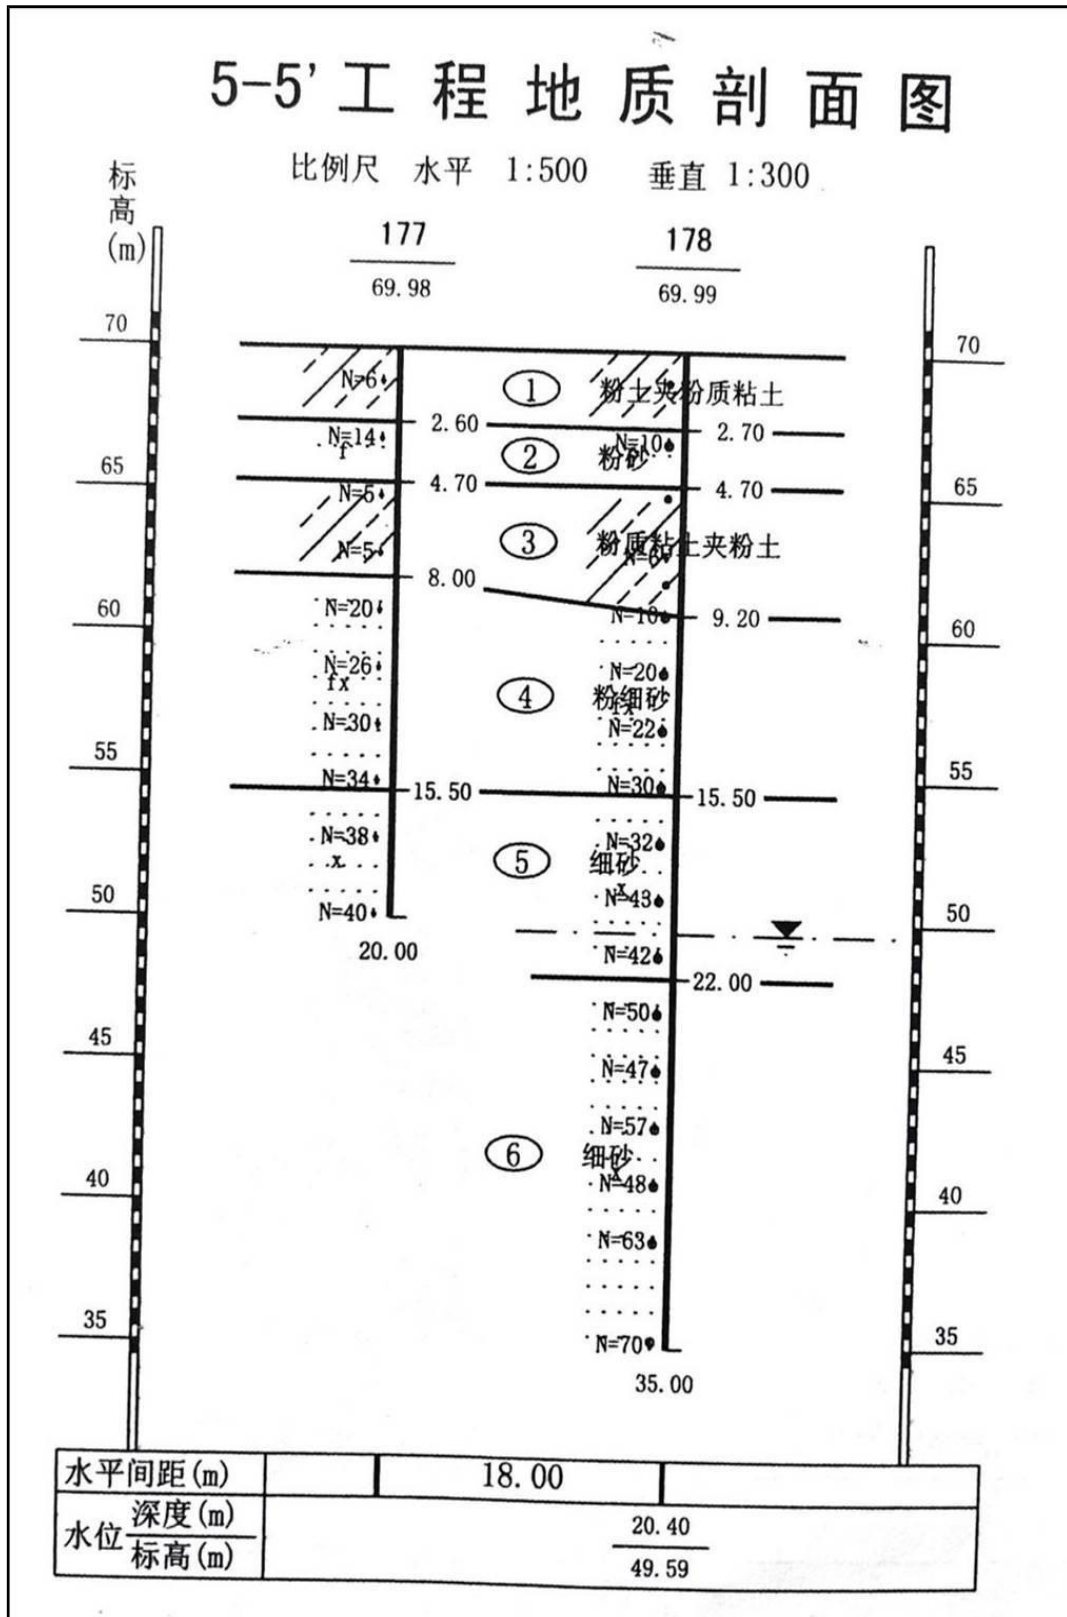 5-5' 工程地质剖面图
比例尺 水平 1:500 垂直 1:300
标高(m)
177
69.98
178
69.99
70
70
N=6
① 粉土夹粉质粘土
2.60
2.70
N=14
f
N=10
② 粉砂
65
65
4.70
4.70
N=5
③ 粉质粘土夹粉土
N=5
N=6
8.00
9.20
N=20
N=10
60
60
N=26
fx
N=20
④ 粉细砂
fx
N=30
N=22
55
55
N=34
N=30
15.50
15.50
N=38
x
N=32
⑤ 细砂
x
N=43
50
50
N=40
20.00
N=42
22.00
N=50
45
45
N=47
N=57
⑥ 细砂
x
N=48
40
40
N=63
35
35
N=70
35.00
水平间距(m) 18.00
水位 深度(m) 20.40
标高(m) 49.59